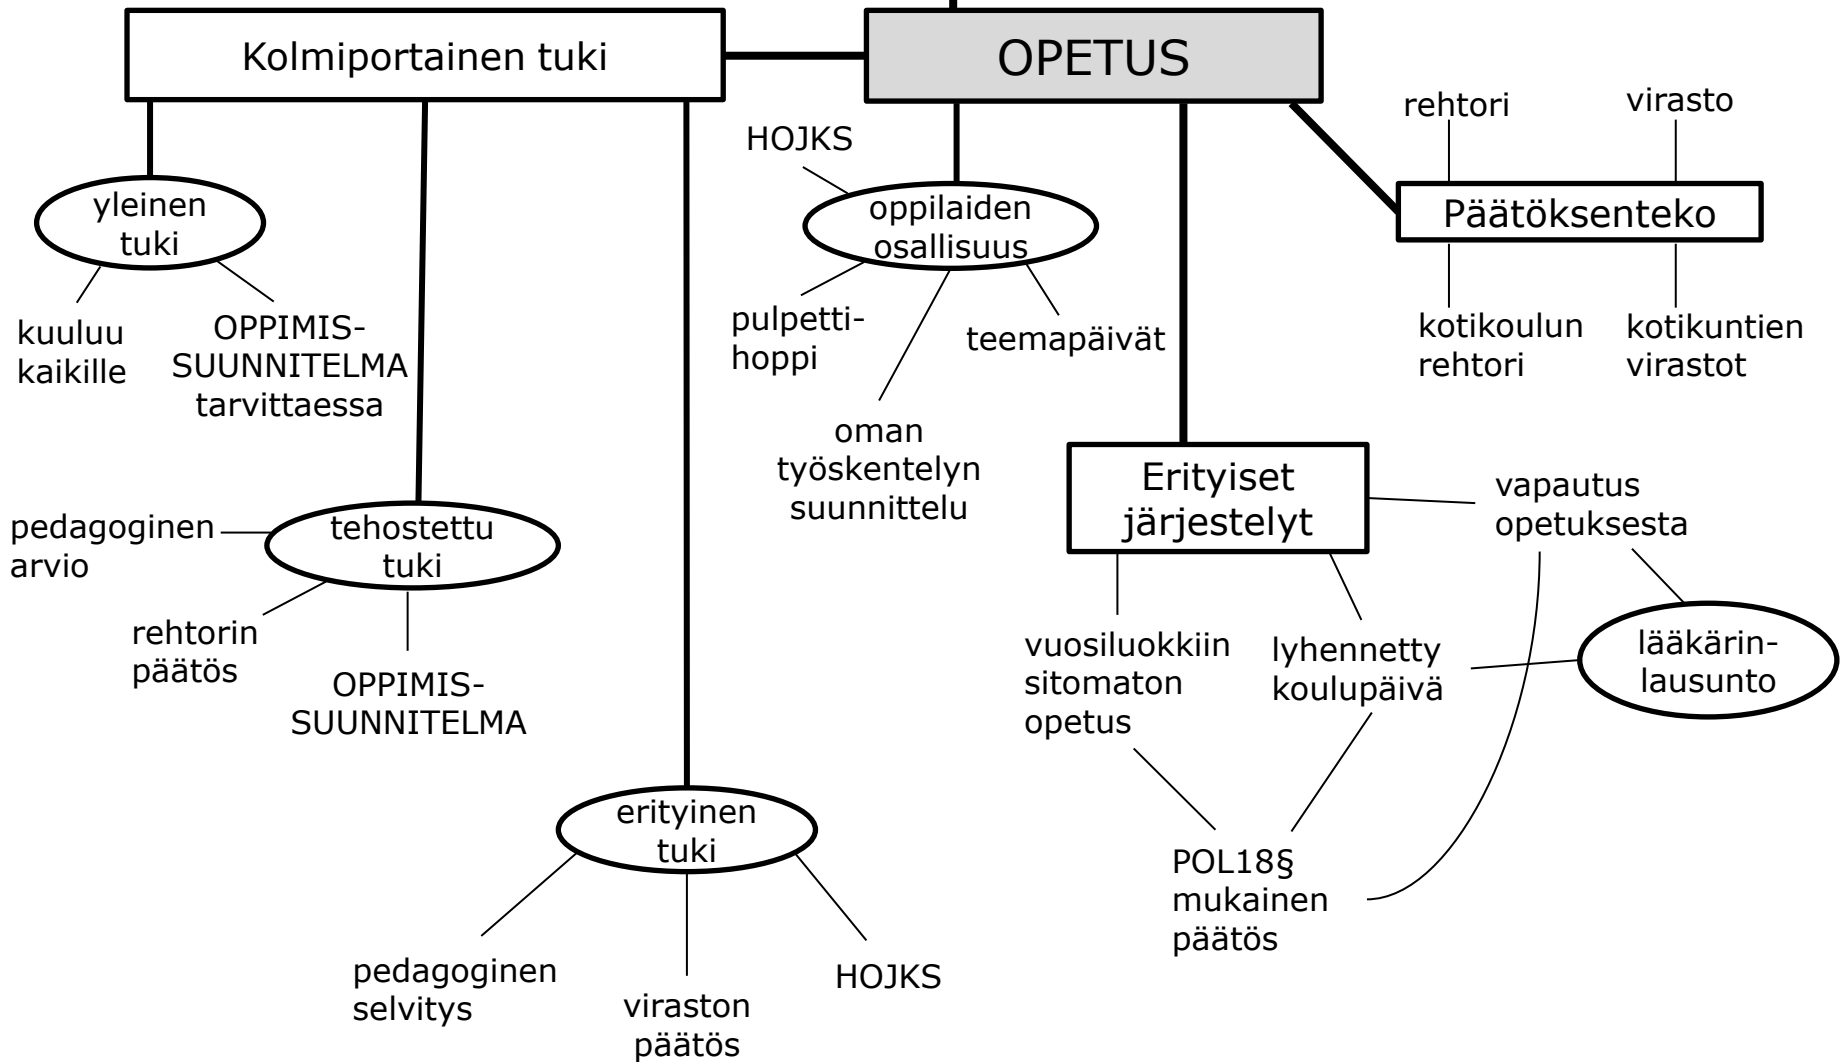 Kolmiportainen tuki
OPETUS
rehtori
virasto
HOJKS
yleinen
tuki
oppilaiden
osallisuus
Päätöksenteko
kuuluu
kaikille
OPPIMIS-
SUUNNITELMA
tarvittaessa
pulpetti-
hoppi
teemapäivät
kotikoulun
rehtori
kotikuntien
virastot
oman
työskentelyn
suunnittelu
Erityiset
järjestelyt
vapautus
opetuksesta
pedagoginen
arvio
tehostettu
tuki
rehtorin
päätös
OPPIMIS-
SUUNNITELMA
vuosiluokkiin
sitomaton
opetus
lyhennetty
koulupäivä
lääkärin-
lausunto
erityinen
tuki
POL18§
mukainen
päätös
pedagoginen
selvitys
viraston
päätös
HOJKS